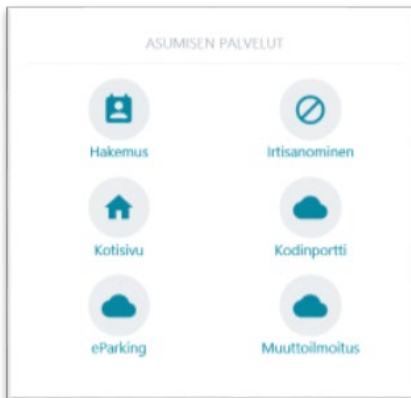 ASUMISEN PALVELUT
Hakemus
Irtisanominen
Kotisivu
Kodinportti
eParking
Muuttoilmoitus